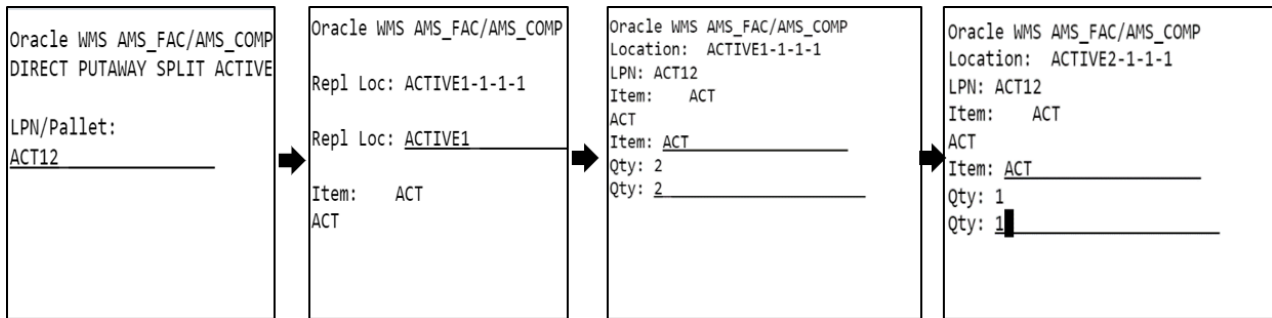 Oracle WMS AMS_FAC/AMS_COMP
DIRECT PUTAWAY SPLIT ACTIVE
LPN/Pallet:
ACT12
Oracle WMS AMS_FAC/AMS_COMP
Repl Loc: ACTIVE1-1-1-1
Repl Loc: ACTIVE1
Item: ACT
ACT
Oracle WMS AMS_FAC/AMS_COMP
Location: ACTIVE1-1-1-1
LPN: ACT12
Item: ACT
ACT
Item: ACT
Qty: 2
Qty: 2
Oracle WMS AMS_FAC/AMS_COMP
Location: ACTIVE2-1-1-1
LPN: ACT12
Item: ACT
ACT
Item: ACT
Qty: 1
Qty: 1